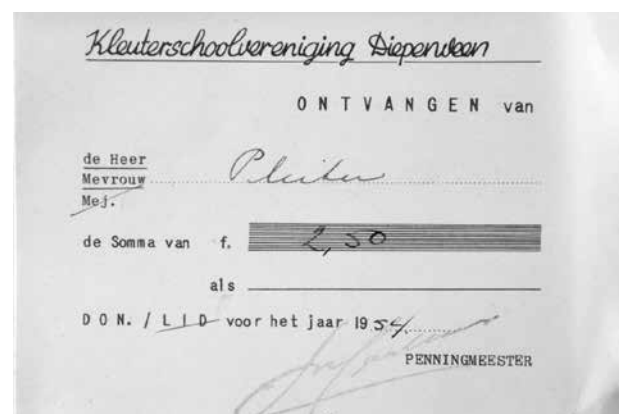 Kleuterschoolvereniging Diepenveen
ONTVANGEN van
de Heer
Mevrouw Pleiter
Mej.
de Somma van f. 2,50
als
DON. / LID voor het jaar 1954.
PENNINGMEESTER